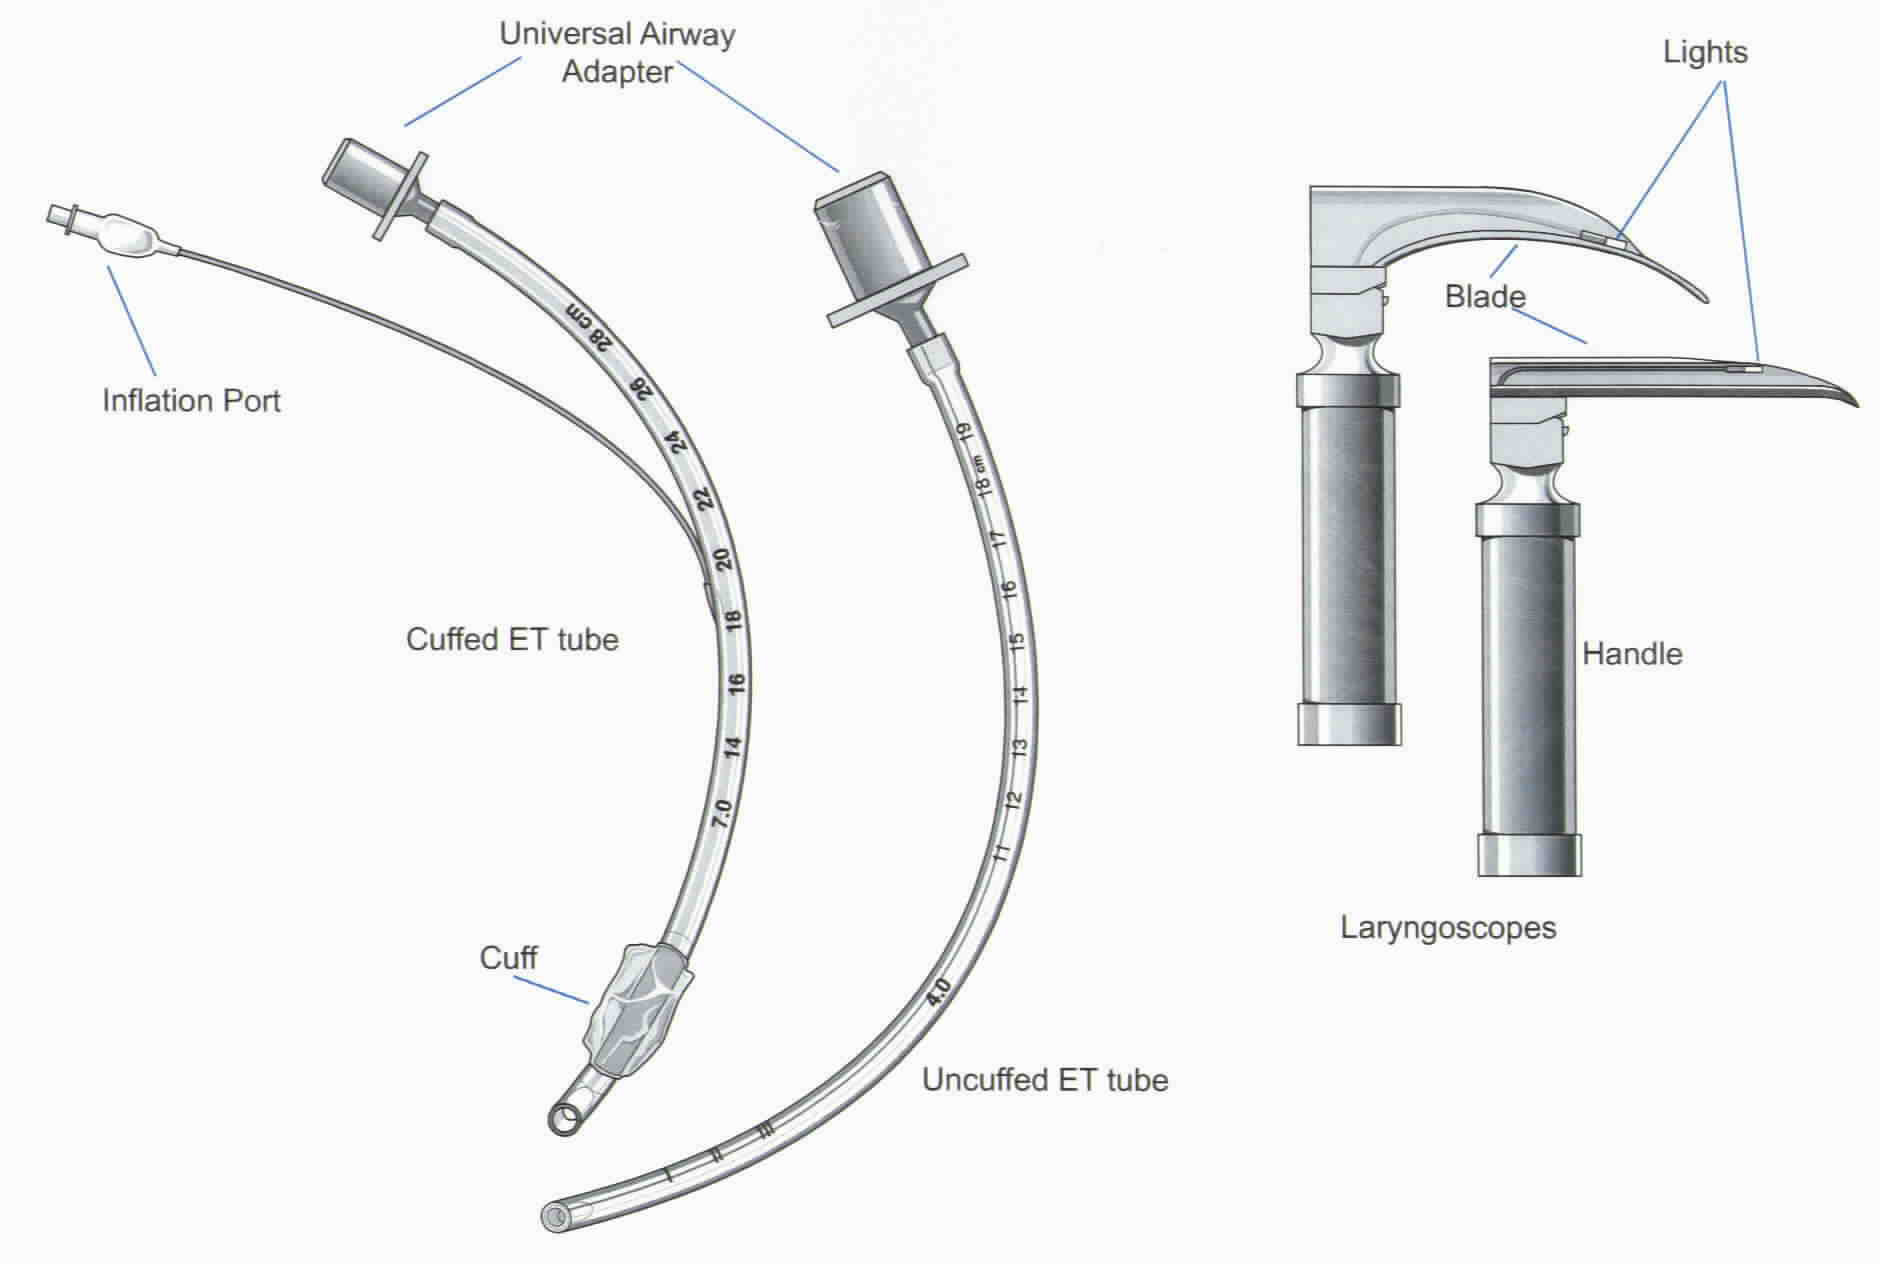 Universal Airway
Adapter
Lights
Inflation Port
Blade
Cuffed ET tube
Handle
Cuff
Laryngoscopes
Uncuffed ET tube
28 cm
26
24
22
20
18
16
14
7.0
19
18 cm
17
16
15
14
13
12
11
4.0